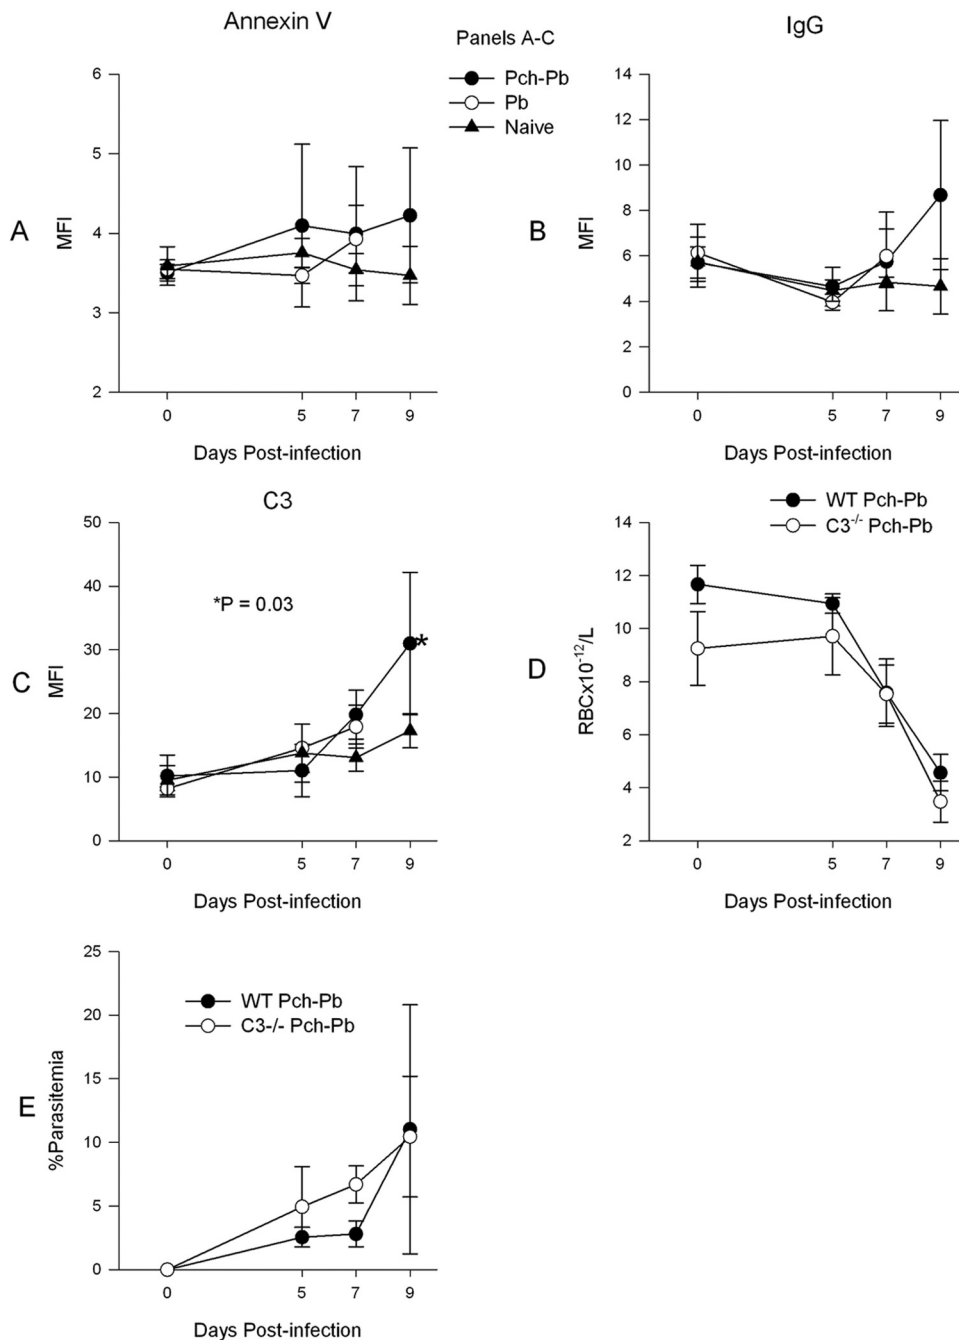 Annexin V
Panels A-C
Pch-Pb
Pb
Naive
IgG
A
MFI
6
5
4
3
2
0 5 7 9
Days Post-infection
B
MFI
14
12
10
8
6
4
2
0
0 5 7 9
Days Post-infection
C3
*P = 0.03
*
C
MFI
50
40
30
20
10
0
0 5 7 9
Days Post-infection
WT Pch-Pb
C3-/- Pch-Pb
D
RBCx10-12/L
14
12
10
8
6
4
2
0 5 7 9
Days Post-infection
WT Pch-Pb
C3-/- Pch-Pb
E
%Parasitemia
25
20
15
10
5
0
0 5 7 9
Days Post-infection